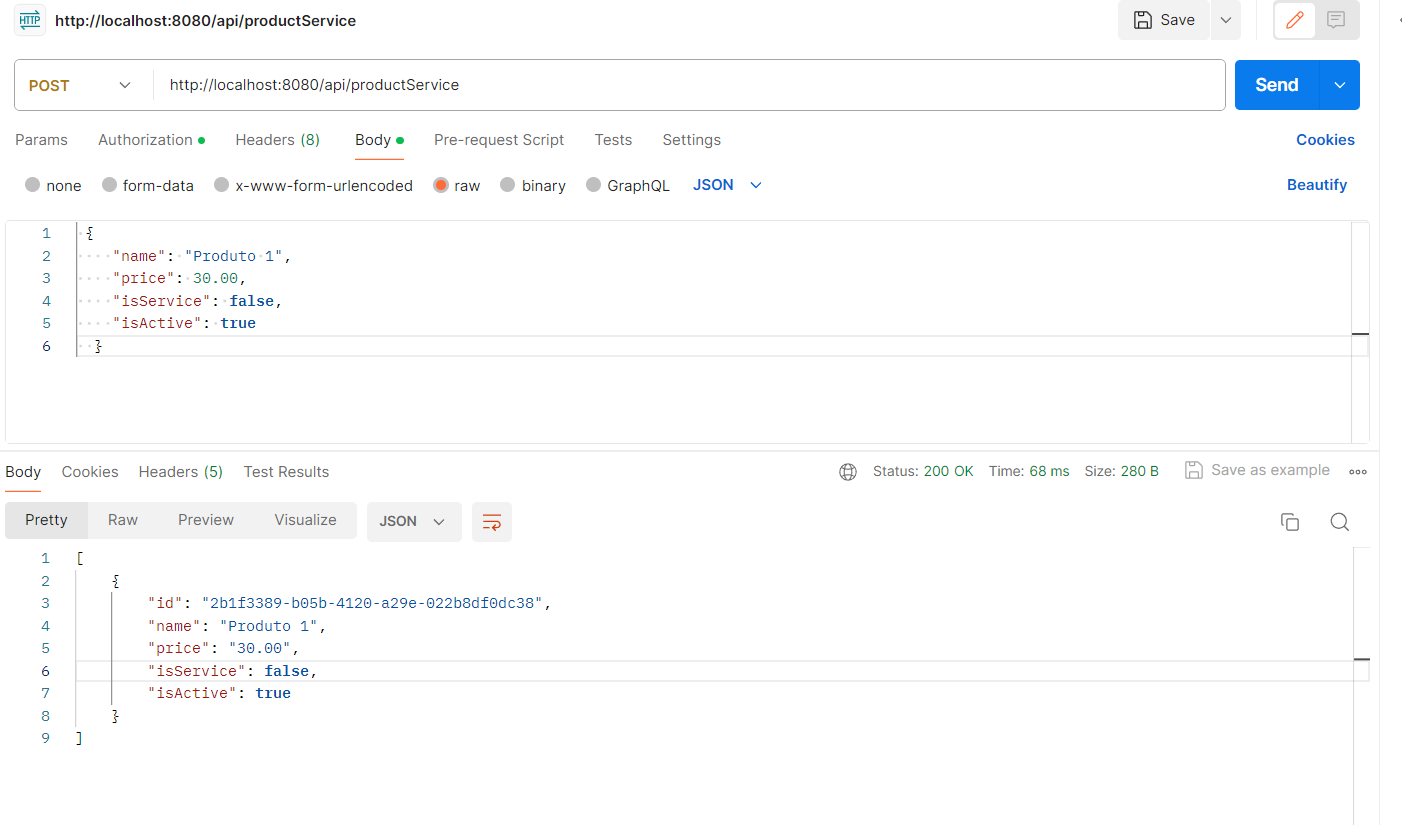 HTTP http://localhost:8080/api/productService Save
POST http://localhost:8080/api/productService Send
Params Authorization Headers (8) Body Pre-request Script Tests Settings Cookies
none form-data x-www-form-urlencoded raw binary GraphQL JSON Beautify
1 {
2 "name": "Produto 1",
3 "price": 30.00,
4 "isService": false,
5 "isActive": true
6 }
Body Cookies Headers (5) Test Results Status: 200 OK Time: 68 ms Size: 280 B Save as example
Pretty Raw Preview Visualize JSON
1 [
2 {
3 "id": "2b1f3389-b05b-4120-a29e-022b8df0dc38",
4 "name": "Produto 1",
5 "price": "30.00",
6 "isService": false,
7 "isActive": true
8 }
9 ]